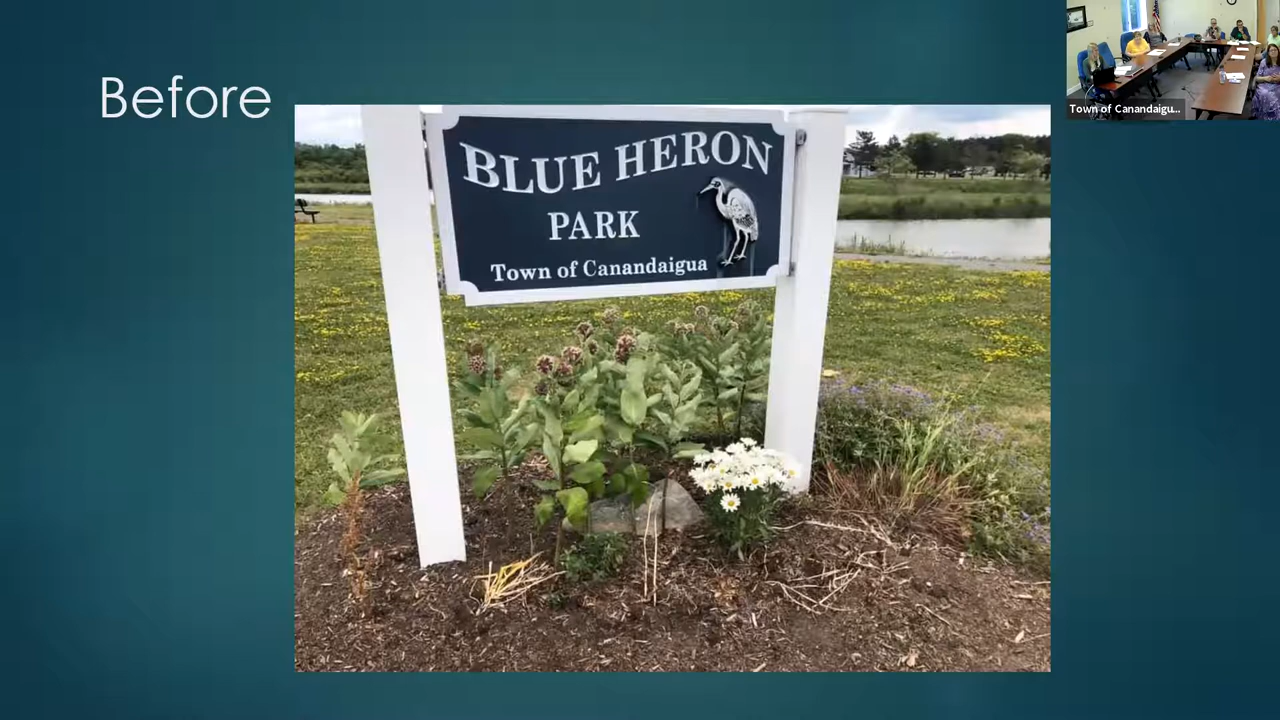 Before
BLUE HERON
PARK
Town of Canandaigua
Town of Canandaigu...